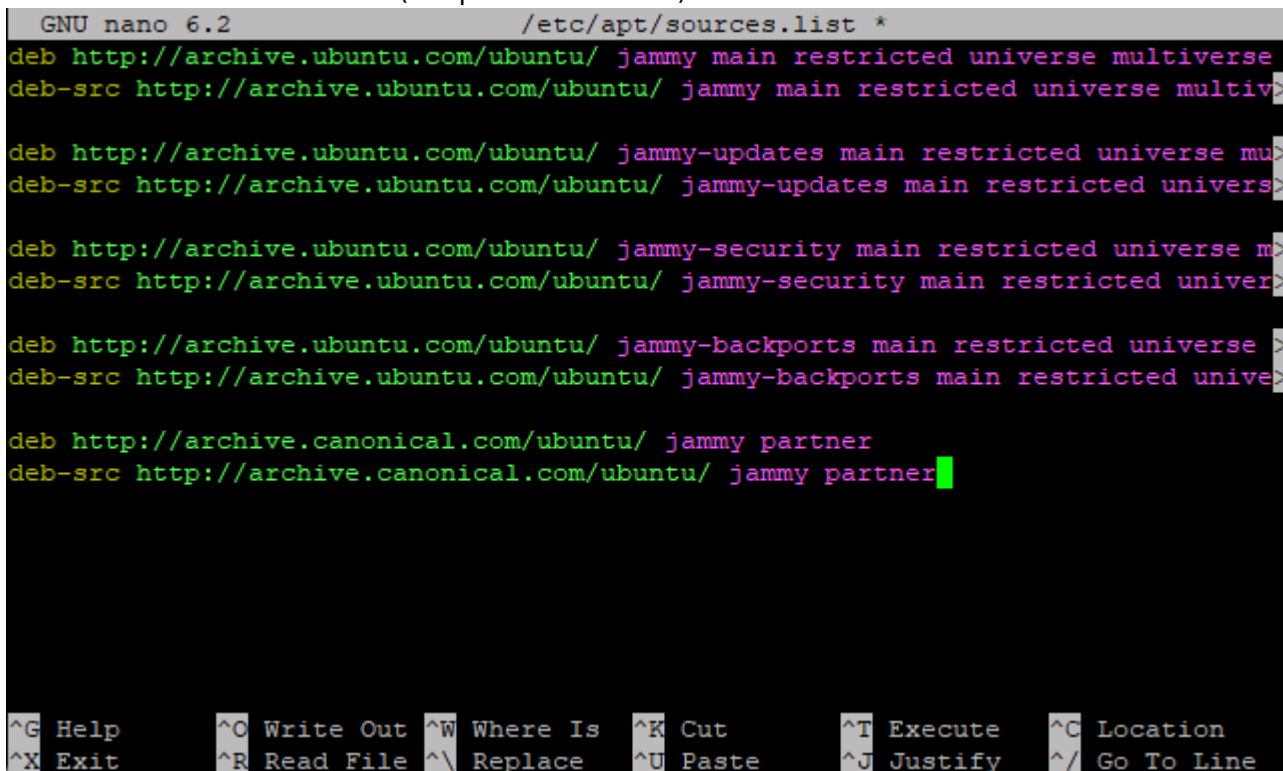 GNU nano 6.2 /etc/apt/sources.list *
deb http://archive.ubuntu.com/ubuntu/ jammy main restricted universe multiverse
deb-src http://archive.ubuntu.com/ubuntu/ jammy main restricted universe multiv>
deb http://archive.ubuntu.com/ubuntu/ jammy-updates main restricted universe mu>
deb-src http://archive.ubuntu.com/ubuntu/ jammy-updates main restricted univers>
deb http://archive.ubuntu.com/ubuntu/ jammy-security main restricted universe m>
deb-src http://archive.ubuntu.com/ubuntu/ jammy-security main restricted univer>
deb http://archive.ubuntu.com/ubuntu/ jammy-backports main restricted universe >
deb-src http://archive.ubuntu.com/ubuntu/ jammy-backports main restricted unive>
deb http://archive.canonical.com/ubuntu/ jammy partner
deb-src http://archive.canonical.com/ubuntu/ jammy partner
^G Help ^O Write Out ^W Where Is ^K Cut ^T Execute ^C Location
^X Exit ^R Read File ^\ Replace ^U Paste ^J Justify ^/ Go To Line